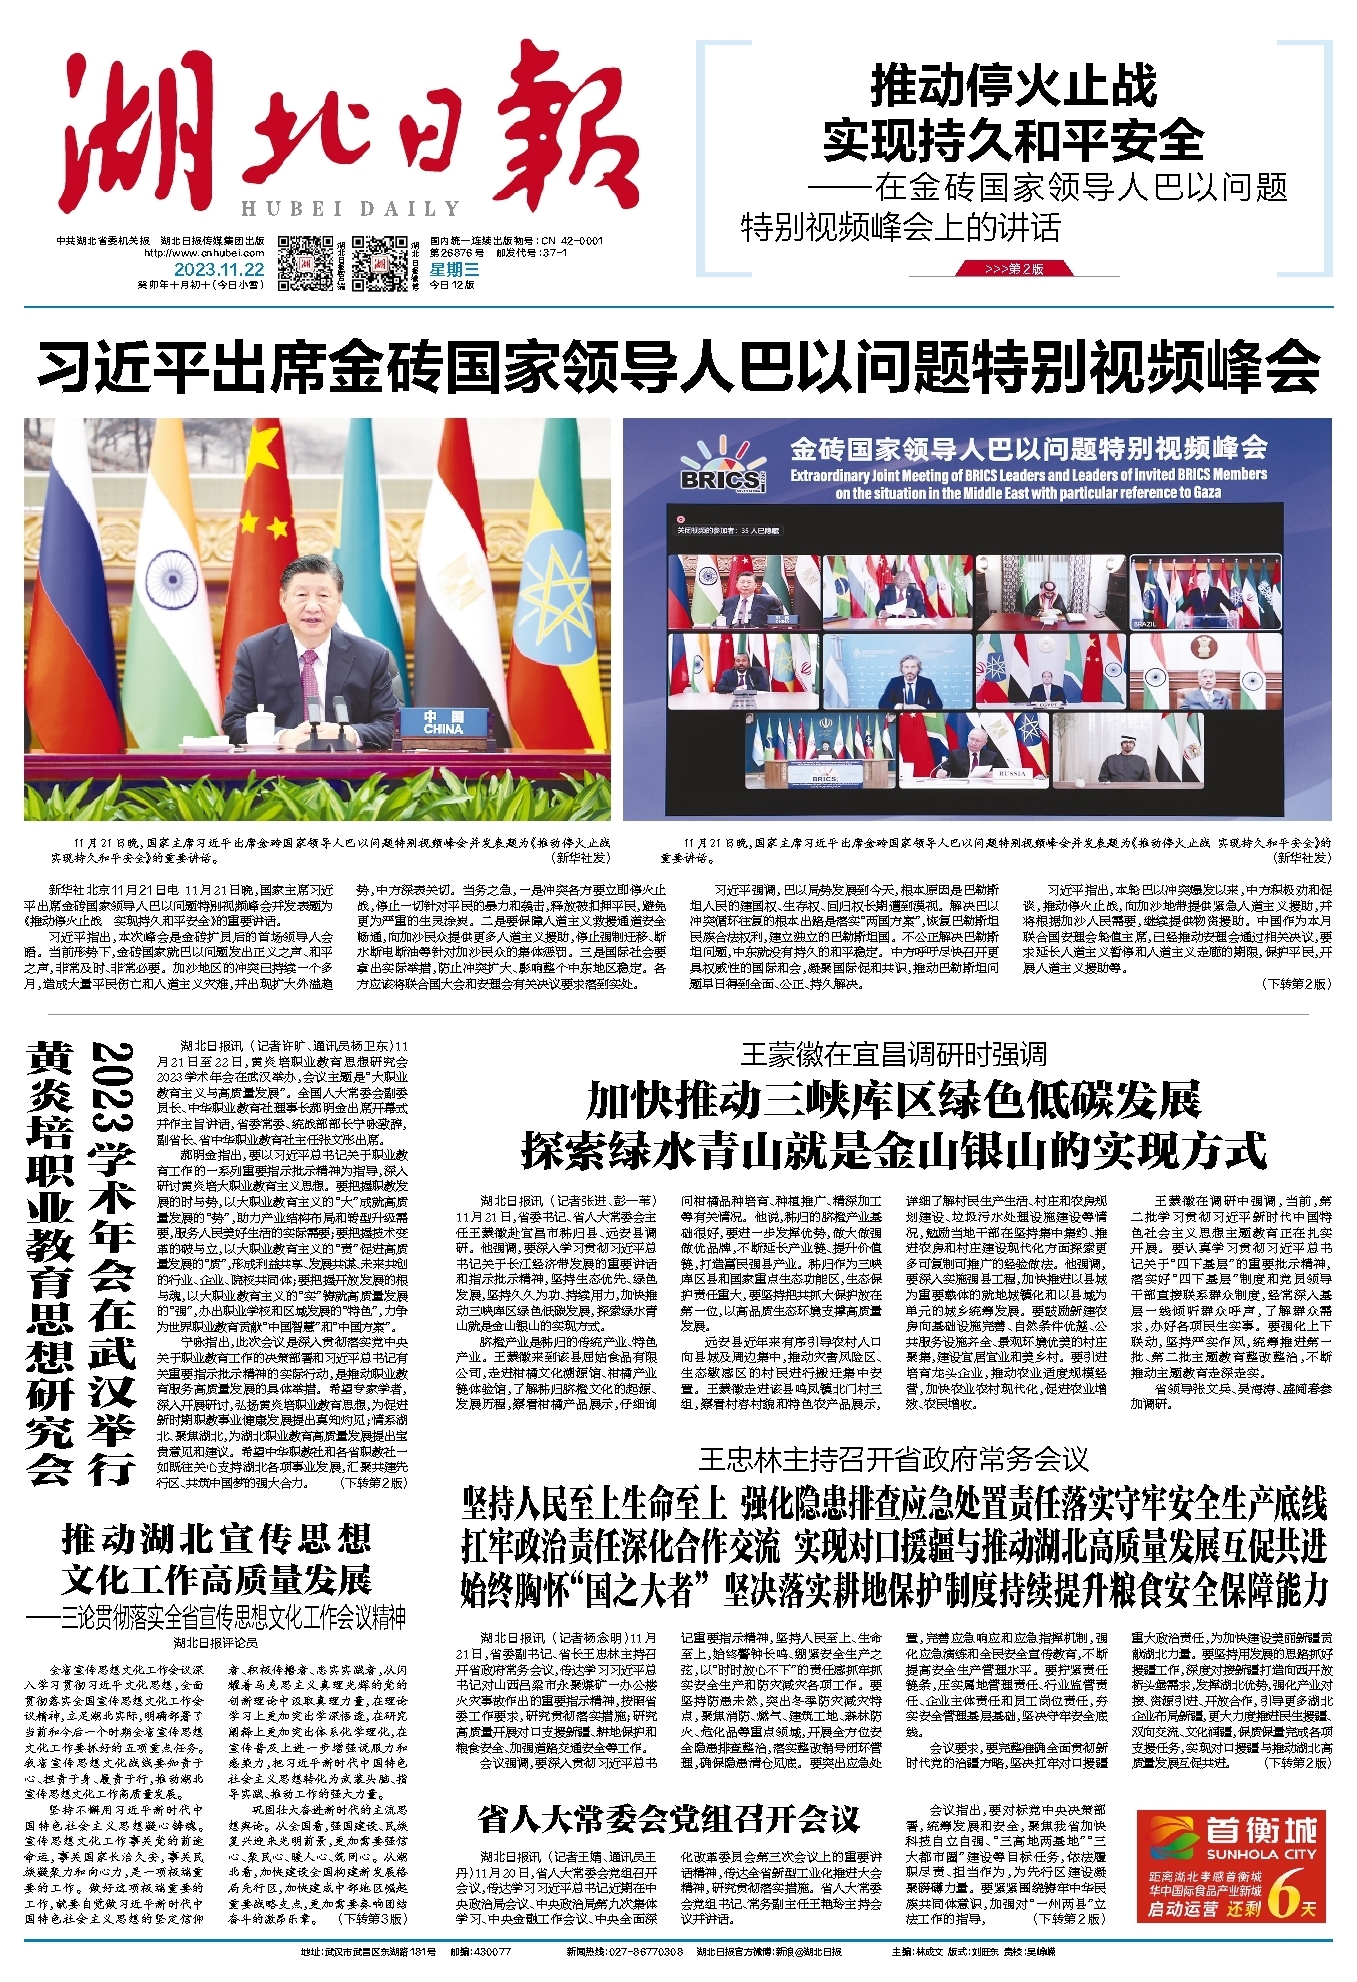 湖北日报
HUBEI DAILY
中共湖北省委机关报 湖北日报传媒集团出版
http://www.cnhubei.com
2023.11.22
癸卯年十月初十(今日小雪)
国内统一连续出版物号:CN 42-0001
第26876号 邮发代号:37-1
星期三
今日12版
推动停火止战
实现持久和平安全
——在金砖国家领导人巴以问题
特别视频峰会上的讲话
>>>第2版
习近平出席金砖国家领导人巴以问题特别视频峰会
中国
CHINA
BRICS
金砖国家领导人巴以问题特别视频峰会
Extraordinary Joint Meeting of BRICS Leaders and Leaders of invited BRICS Members
on the situation in the Middle East with particular reference to Gaza
关闭视频的参加者:35 人已隐藏
CHINA
BRAZIL
EGYPT
BRICS
RUSSIA
11月21日晚,国家主席习近平出席金砖国家领导人巴以问题特别视频峰会并发表题为《推动停火止战
实现持久和平安全》的重要讲话。 (新华社发)
11月21日晚,国家主席习近平出席金砖国家领导人巴以问题特别视频峰会并发表题为《推动停火止战 实现持久和平安全》的
重要讲话。 (新华社发)
新华社北京11月21日电 11月21日晚,国家主席习近
平出席金砖国家领导人巴以问题特别视频峰会并发表题为
《推动停火止战 实现持久和平安全》的重要讲话。
习近平指出,本次峰会是金砖扩员后的首场领导人会
晤。当前形势下,金砖国家就巴以问题发出正义之声、和平
之声,非常及时、非常必要。加沙地区的冲突已持续一个多
月,造成大量平民伤亡和人道主义灾难,并出现扩大外溢趋
势,中方深表关切。当务之急,一是冲突各方要立即停火止
战,停止一切针对平民的暴力和袭击,释放被扣押平民,避免
更为严重的生灵涂炭。二是要保障人道主义救援通道安全
畅通,向加沙民众提供更多人道主义援助,停止强制迁移、断
水断电断油等针对加沙民众的集体惩罚。三是国际社会要
拿出实际举措,防止冲突扩大、影响整个中东地区稳定。各
方应该将联合国大会和安理会有关决议要求落到实处。
习近平强调,巴以局势发展到今天,根本原因是巴勒斯
坦人民的建国权、生存权、回归权长期遭到漠视。解决巴以
冲突循环往复的根本出路是落实“两国方案”,恢复巴勒斯坦
民族合法权利,建立独立的巴勒斯坦国。不公正解决巴勒斯
坦问题,中东就没有持久的和平稳定。中方呼吁尽快召开更
具权威性的国际和会,凝聚国际促和共识,推动巴勒斯坦问
题早日得到全面、公正、持久解决。
习近平指出,本轮巴以冲突爆发以来,中方积极劝和促
谈,推动停火止战,向加沙地带提供紧急人道主义援助,并
将根据加沙人民需要,继续提供物资援助。中国作为本月
联合国安理会轮值主席,已经推动安理会通过相关决议,要
求延长人道主义暂停和人道主义走廊的期限,保护平民,开
展人道主义援助等。
(下转第2版)
黄炎培职业教育思想研究会
2023学术年会在武汉举行
湖北日报讯 (记者许旷、通讯员杨卫东)11
月21日至22日,黄炎培职业教育思想研究会
2023学术年会在武汉举办,会议主题是“大职业
教育主义与高质量发展”。全国人大常委会副委
员长、中华职业教育社理事长郝明金出席开幕式
并作主旨讲话,省委常委、统战部部长宁咏致辞,
副省长、省中华职业教育社主任张文彤出席。
郝明金指出,要以习近平总书记关于职业教
育工作的一系列重要指示批示精神为指导,深入
研讨黄炎培大职业教育主义思想。要把握职教发
展的时与势,以大职业教育主义的“大”成就高质
量发展的“势”,助力产业结构布局和转型升级需
要,服务人民美好生活的实际需要;要把握技术变
革的破与立,以大职业教育主义的“责”促进高质
量发展的“质”,形成利益共享、发展共谋、未来共创
的行业、企业、院校共同体;要把握开放发展的根
与魂,以大职业教育主义的“实”铸就高质量发展
的“强”,办出职业学校和区域发展的“特色”,力争
为世界职业教育贡献“中国智慧”和“中国方案”。
宁咏指出,此次会议是深入贯彻落实党中央
关于职业教育工作的决策部署和习近平总书记有
关重要指示批示精神的实际行动,是推动职业教
育服务高质量发展的具体举措。希望专家学者,
深入开展研讨,弘扬黄炎培职业教育思想,为促进
新时期职教事业健康发展提出真知灼见;情系湖
北、聚焦湖北,为湖北职业教育高质量发展提出宝
贵意见和建议。希望中华职教社和各省职教社一
如既往关心支持湖北各项事业发展,汇聚共建先
行区、共筑中国梦的强大合力。 (下转第2版)
推动湖北宣传思想
文化工作高质量发展
——三论贯彻落实全省宣传思想文化工作会议精神
湖北日报评论员
全省宣传思想文化工作会议深
入学习贯彻习近平文化思想,全面
贯彻落实全国宣传思想文化工作会
议精神,立足湖北实际,明确部署了
当前和今后一个时期全省宣传思想
文化工作要抓好的五项重点任务。
我省宣传思想文化战线要知责于
心、担责于身、履责于行,推动湖北
宣传思想文化工作高质量发展。
坚持不懈用习近平新时代中
国特色社会主义思想凝心铸魂。
宣传思想文化工作事关党的前途
命运,事关国家长治久安,事关民
族凝聚力和向心力,是一项极端重
要的工作。做好这项极端重要的
工作,就要自觉做习近平新时代中
国特色社会主义思想的坚定信仰
者、积极传播者、忠实实践者,从闪
耀着马克思主义真理光辉的党的
创新理论中汲取真理力量,在理论
学习上更加突出学深悟透,在研究
阐释上更加突出体系化学理化,在
宣传普及上进一步增强说服力和
感染力,把习近平新时代中国特色
社会主义思想转化为武装头脑、指
导实践、推动工作的强大力量。
巩固壮大奋进新时代的主流思
想舆论。从全国看,强国建设、民族
复兴迎来光明前景,更加需要强信
心、聚民心、暖人心、筑同心。从湖
北看,加快建设全国构建新发展格
局先行区,加快建成中部地区崛起
重要战略支点,更加需要奏响团结
奋斗的激昂乐章。 (下转第3版)
王蒙徽在宜昌调研时强调
加快推动三峡库区绿色低碳发展
探索绿水青山就是金山银山的实现方式
湖北日报讯 (记者张进、彭一苇)
11月21日,省委书记、省人大常委会主
任王蒙徽赴宜昌市秭归县、远安县调
研。他强调,要深入学习贯彻习近平总
书记关于长江经济带发展的重要讲话
和指示批示精神,坚持生态优先、绿色
发展,坚持久久为功、持续用力,加快推
动三峡库区绿色低碳发展,探索绿水青
山就是金山银山的实现方式。
脐橙产业是秭归的传统产业、特色
产业。王蒙徽来到该县屈姑食品有限
公司,走进柑橘文化溯源馆、柑橘产业
链体验馆,了解秭归脐橙文化的起源、
发展历程,察看柑橘产品展示,仔细询
问柑橘品种培育、种植推广、精深加工
等有关情况。他说,秭归的脐橙产业基
础很好,要进一步发挥优势,做大做强
做优品牌,不断延长产业链、提升价值
链,打造富民强县产业。秭归作为三峡
库区县和国家重点生态功能区,生态保
护责任重大,要坚持把共抓大保护放在
第一位,以高品质生态环境支撑高质量
发展。
远安县近年来有序引导农村人口
向县城及周边集中,推动灾害风险区、
生态敏感区的村民进行搬迁集中安
置。王蒙徽走进该县鸣凤镇北门村三
组,察看村容村貌和特色农产品展示,
详细了解村民生产生活、村庄和农房规
划建设、垃圾污水处理设施建设等情
况,勉励当地干部在坚持集中集约、推
进农房和村庄建设现代化方面探索更
多可复制可推广的经验做法。他强调,
要深入实施强县工程,加快推进以县城
为重要载体的就地城镇化和以县域为
单元的城乡统筹发展。要鼓励新建农
房向基础设施完善、自然条件优越、公
共服务设施齐全、景观环境优美的村庄
聚集,建设宜居宜业和美乡村。要引进
培育龙头企业,推动农业适度规模经
营,加快农业农村现代化,促进农业增
效、农民增收。
王蒙徽在调研中强调,当前,第
二批学习贯彻习近平新时代中国特
色社会主义思想主题教育正在扎实
开展。要认真学习贯彻习近平总书
记关于“四下基层”的重要批示精神,
落实好“四下基层”制度和党员领导
干部直接联系群众制度,经常深入基
层一线倾听群众呼声,了解群众需
求,办好各项民生实事。要强化上下
联动,坚持严实作风,统筹推进第一
批、第二批主题教育整改整治,不断
推动主题教育走深走实。
省领导张文兵、吴海涛、盛阅春参
加调研。
王忠林主持召开省政府常务会议
坚持人民至上生命至上 强化隐患排查应急处置责任落实守牢安全生产底线
扛牢政治责任深化合作交流 实现对口援疆与推动湖北高质量发展互促共进
始终胸怀“国之大者” 坚决落实耕地保护制度持续提升粮食安全保障能力
湖北日报讯 (记者杨念明)11月
21日,省委副书记、省长王忠林主持召
开省政府常务会议,传达学习习近平总
书记对山西吕梁市永聚煤矿一办公楼
火灾事故作出的重要指示精神,按照省
委工作要求,研究贯彻落实措施;研究
高质量开展对口支援新疆、耕地保护和
粮食安全、加强道路交通安全等工作。
会议强调,要深入贯彻习近平总书
记重要指示精神,坚持人民至上、生命
至上,始终警钟长鸣、绷紧安全生产之
弦,以“时时放心不下”的责任感抓牢抓
实安全生产和防灾减灾各项工作。要
坚持防患未然,突出冬季防灾减灾特
点,聚焦消防、燃气、建筑工地、森林防
火、危化品等重点领域,开展全方位安
全隐患排查整治,落实整改销号闭环管
理,确保隐患清仓见底。要突出应急处
置,完善应急响应和应急指挥机制,强
化应急演练和全民安全宣传教育,不断
提高安全生产管理水平。要拧紧责任
链条,压实属地管理责任、行业监管责
任、企业主体责任和员工岗位责任,夯
实安全管理基层基础,坚决守牢安全底
线。
会议要求,要完整准确全面贯彻新
时代党的治疆方略,坚决扛牢对口援疆
重大政治责任,为加快建设美丽新疆贡
献湖北力量。要坚持用发展的思路抓好
援疆工作,深度对接新疆打造向西开放
桥头堡需求,发挥湖北优势,强化产业对
接、资源引进、开放合作,引导更多湖北
企业布局新疆,更大力度推进民生援疆、
双向交流、文化润疆,保质保量完成各项
支援任务,实现对口援疆与推动湖北高
质量发展互促共进。 (下转第2版)
省人大常委会党组召开会议
湖北日报讯 (记者王婧、通讯员王
丹)11月20日,省人大常委会党组召开
会议,传达学习习近平总书记近期在中
央政治局会议、中央政治局第九次集体
学习、中央金融工作会议、中央全面深
化改革委员会第三次会议上的重要讲
话精神,传达全省新型工业化推进大会
精神,研究贯彻落实措施。省人大常委
会党组书记、常务副主任王艳玲主持会
议并讲话。
会议指出,要对标党中央决策部
署,统筹发展和安全,聚焦我省加快
科技自立自强、“三高地两基地”“三
大都市圈”建设等目标任务,依法履
职尽责、担当作为,为先行区建设凝
聚磅礴力量。要紧紧围绕铸牢中华民
族共同体意识,加强对“一州两县”立
法工作的指导, (下转第2版)
首衡城
SUNHOLA CITY
距离湖北孝感首衡城
华中国际食品产业新城
启动运营 还剩6天
地址:武汉市武昌区东湖路181号 邮编:430077 新闻热线:027-86770308 湖北日报官方微博:新浪@湖北日报 主编:林成文 版式:刘阳东 责校:吴峥嵘